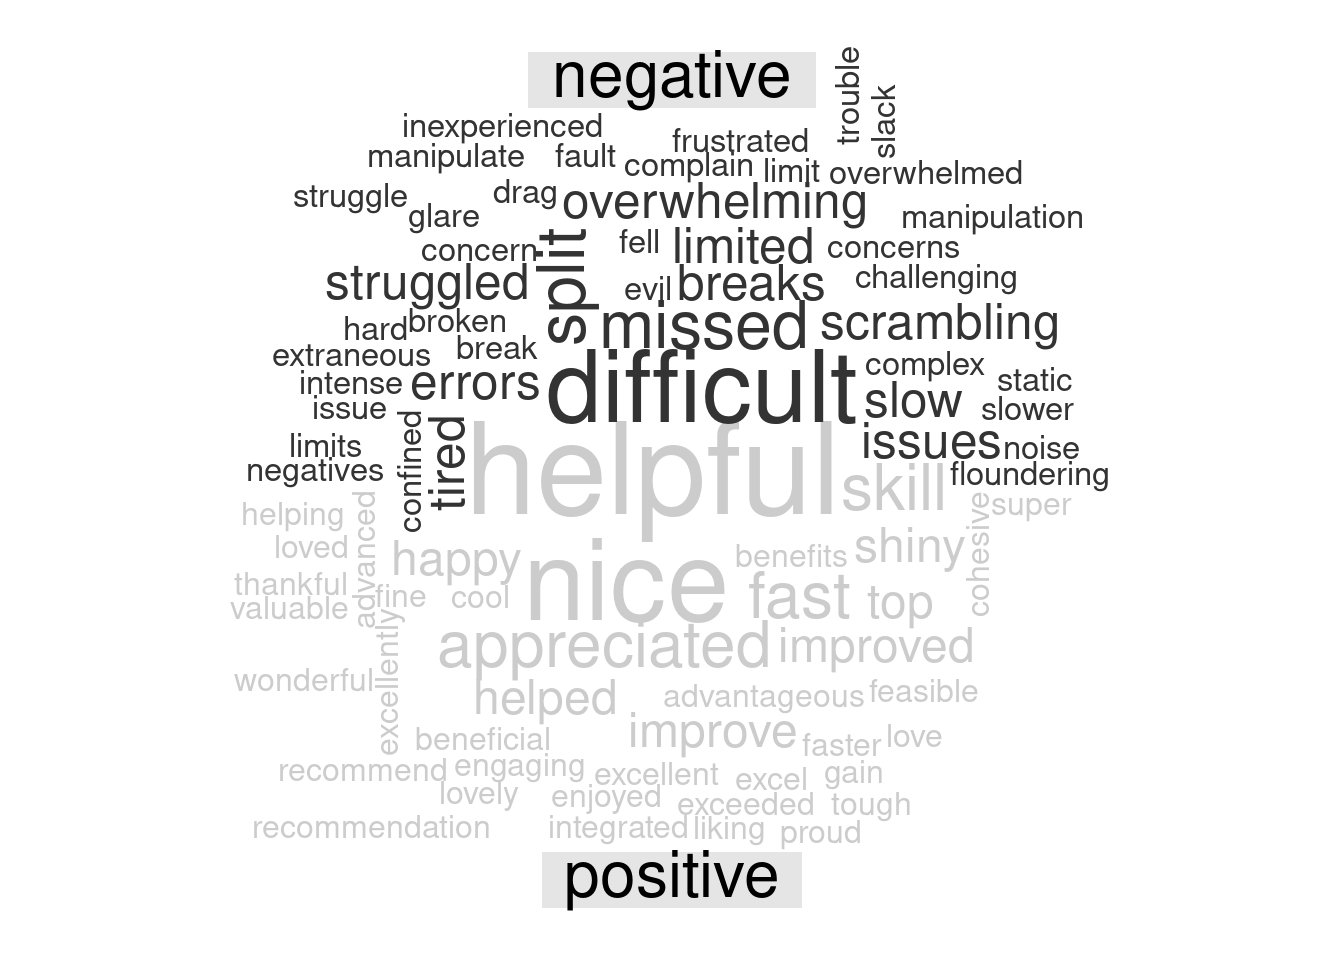 negative
trouble
slack
inexperienced
frustrated
manipulate
fault
complain
limit
overwhelmed
struggle
drag
overwhelming
glare
manipulation
concern
split
fell
limited
concerns
struggled
evil
breaks
challenging
hard
broken
missed
scrambling
extraneous
break
difficult
complex
intense
errors
static
issue
slow
slower
limits
confined
tired
issues
noise
negatives
floundering
helpful
skill
helping
advanced
super
cohesive
loved
happy
benefits
shiny
thankful
fine
cool
nice
fast
top
valuable
excellently
appreciated
improved
wonderful
helped
advantageous
feasible
beneficial
improve
faster
love
recommend
engaging
excellent
excel
gain
lovely
enjoyed
exceeded
tough
recommendation
integrated
liking
proud
positive